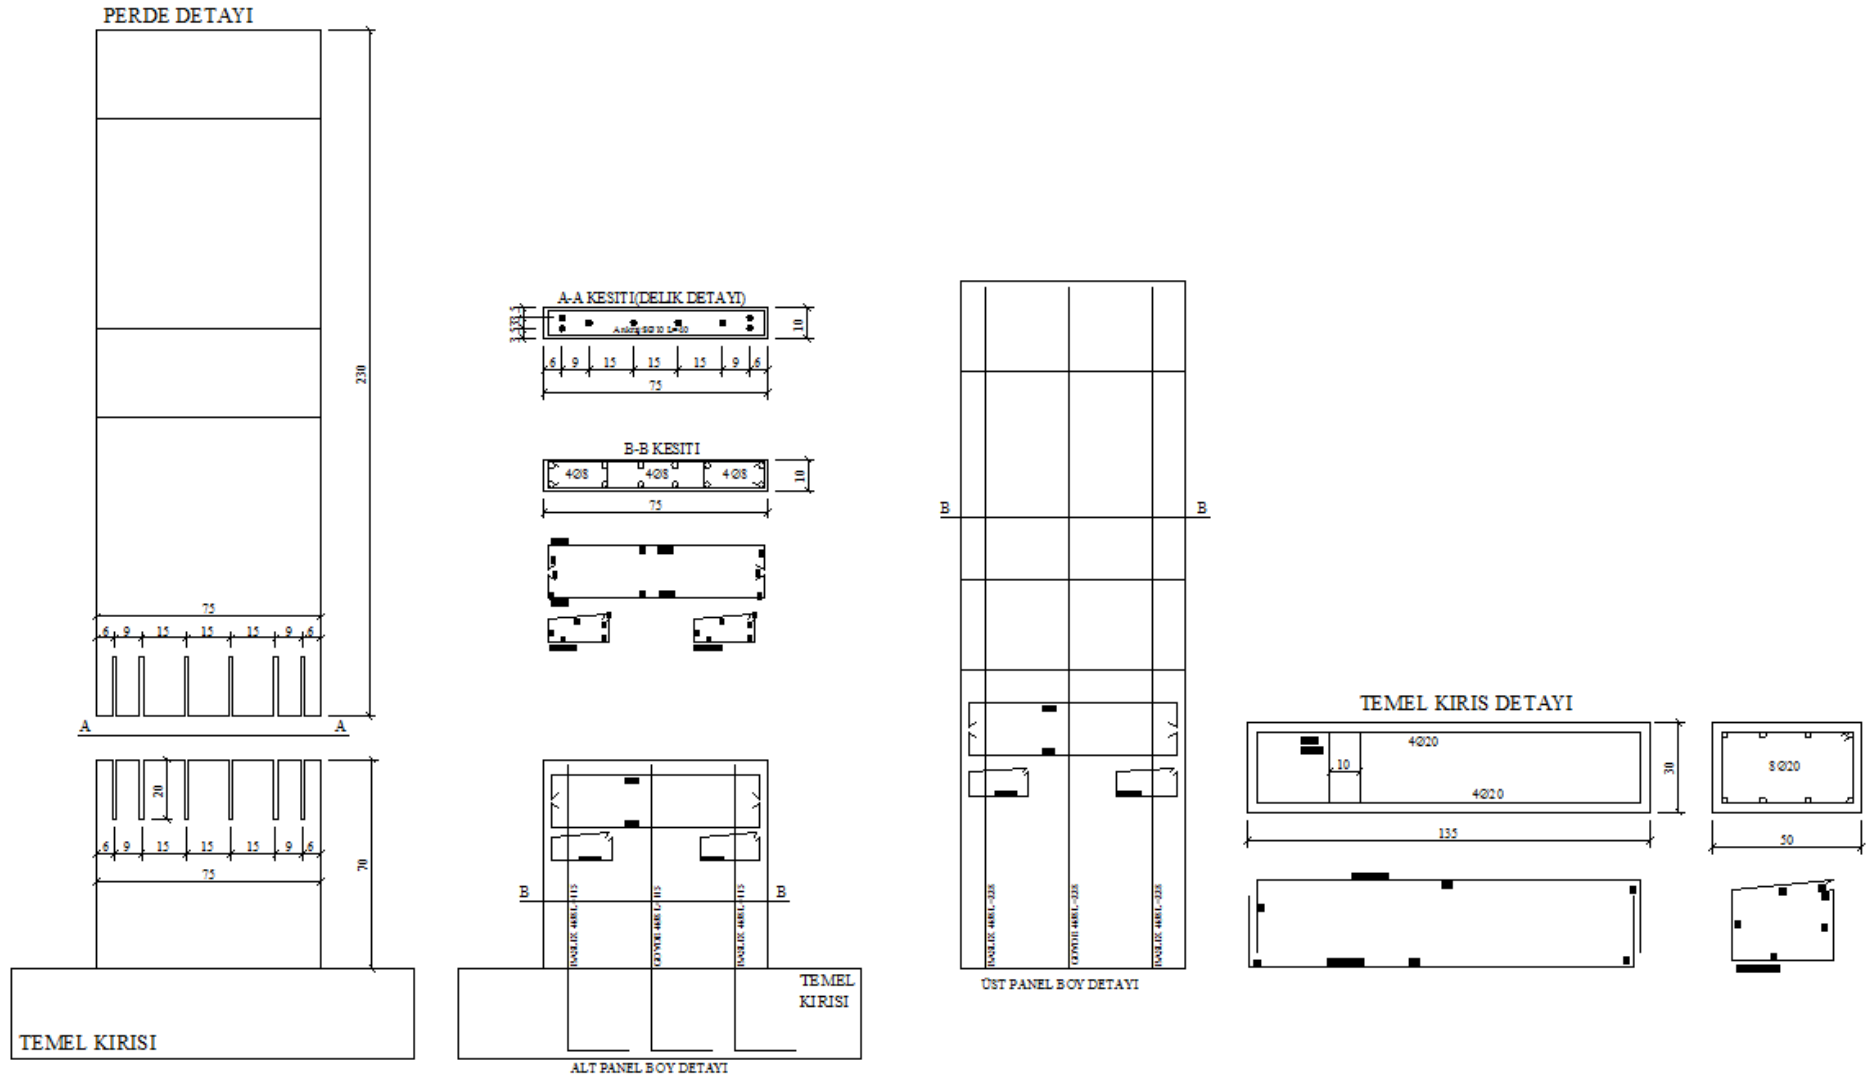 PERDE DETAYI
230
75
6 9 15 15 15 9 6
A A
20
6 9 15 15 15 9 6
75
70
TEMEL KIRISI
A-A KESITI(DELIK DETAYI)
10
6 9 15 15 15 9 6
75
B-B KESITI
4Ø8 4Ø8 4Ø8
10
75
B B
TEMEL
KIRISI
ALT PANEL BOY DETAYI
B B
ÜST PANEL BOY DETAYI
TEMEL KIRIS DETAYI
4Ø20
10
4Ø20
30
135
8Ø20
50